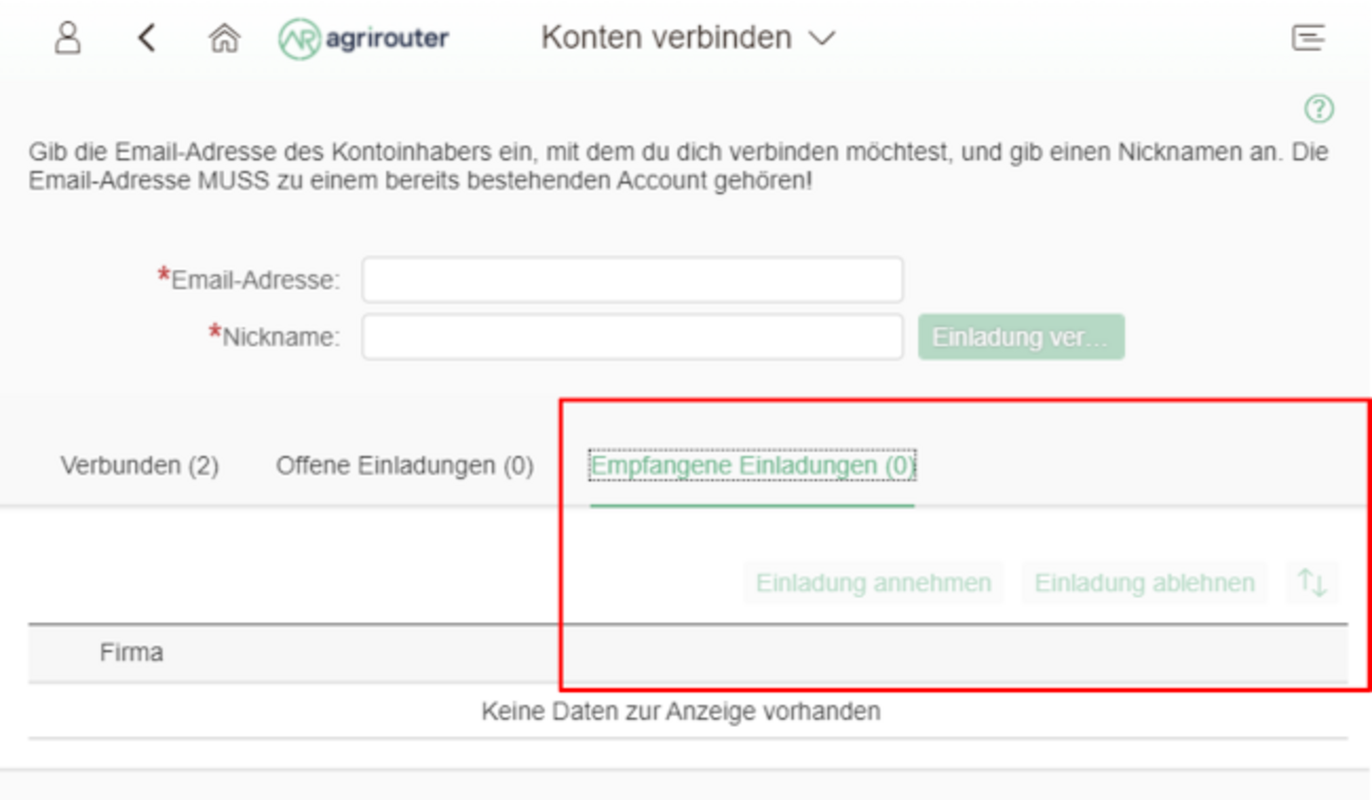 agrirouter Konten verbinden
Gib die Email-Adresse des Kontoinhabers ein, mit dem du dich verbinden möchtest, und gib einen Nicknamen an. Die
Email-Adresse MUSS zu einem bereits bestehenden Account gehören!
*Email-Adresse:
*Nickname: Einladung ver...
Verbunden (2) Offene Einladungen (0) Empfangene Einladungen (0)
Einladung annehmen Einladung ablehnen
Firma
Keine Daten zur Anzeige vorhanden